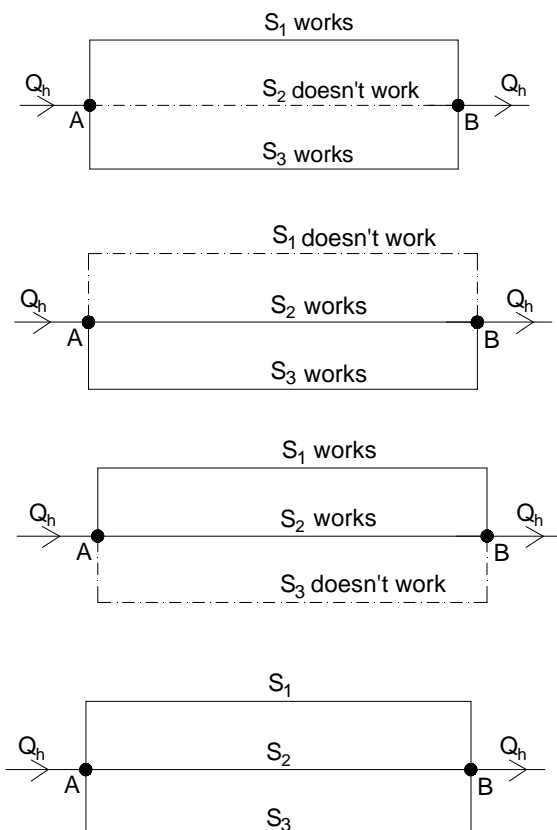 S1 works
Qh Qh
S2 doesn't work
A B
S3 works
S1 doesn't work
Qh Qh
S2 works
A B
S3 works
S1 works
Qh Qh
S2 works
A B
S3 doesn't work
S1
Qh Qh
S2
A B
S3